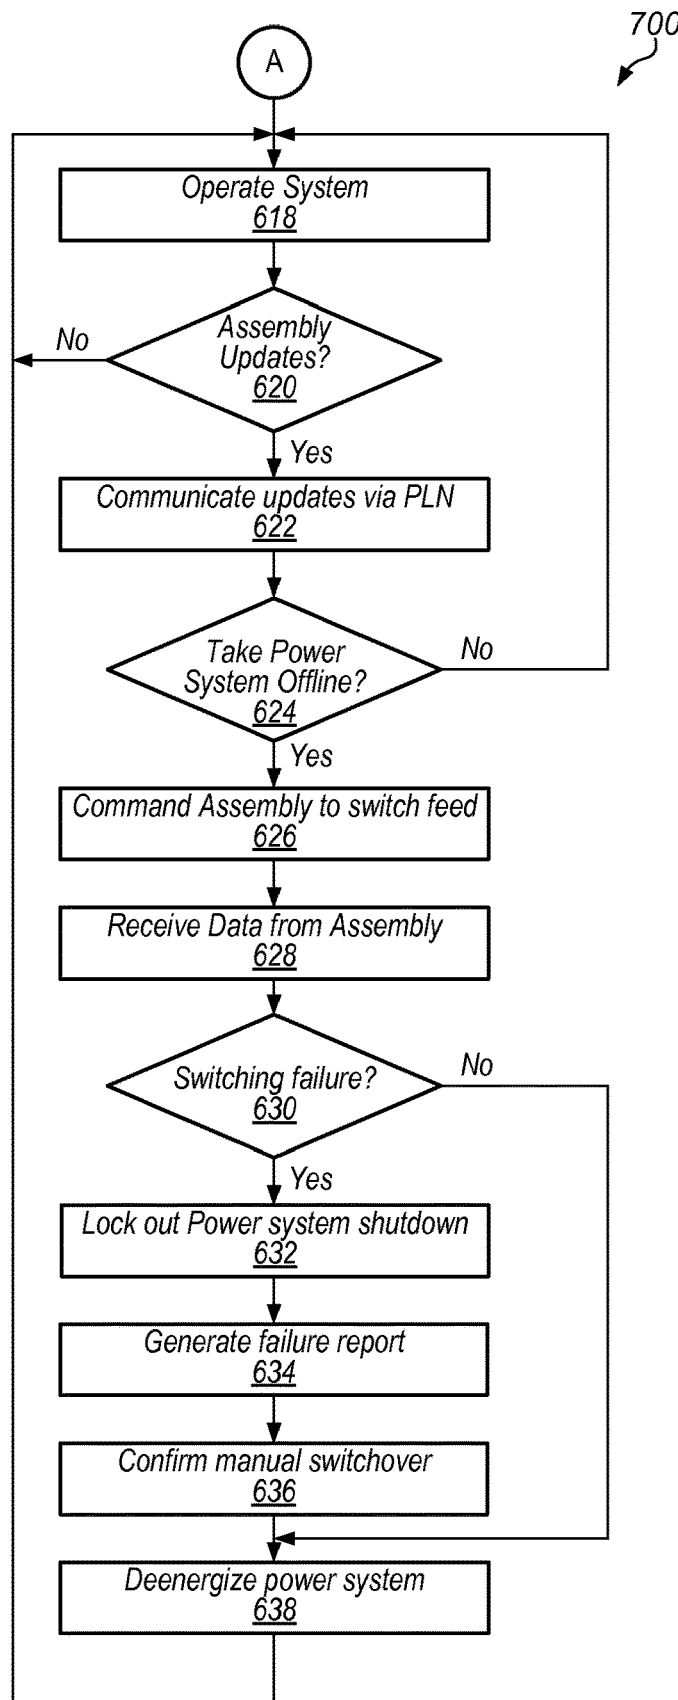 700
A
Operate System
618
Assembly
Updates?
620
No
Yes
Communicate updates via PLN
622
Take Power
System Offline?
624
No
Yes
Command Assembly to switch feed
626
Receive Data from Assembly
628
Switching failure?
630
No
Yes
Lock out Power system shutdown
632
Generate failure report
634
Confirm manual switchover
636
Deenergize power system
638